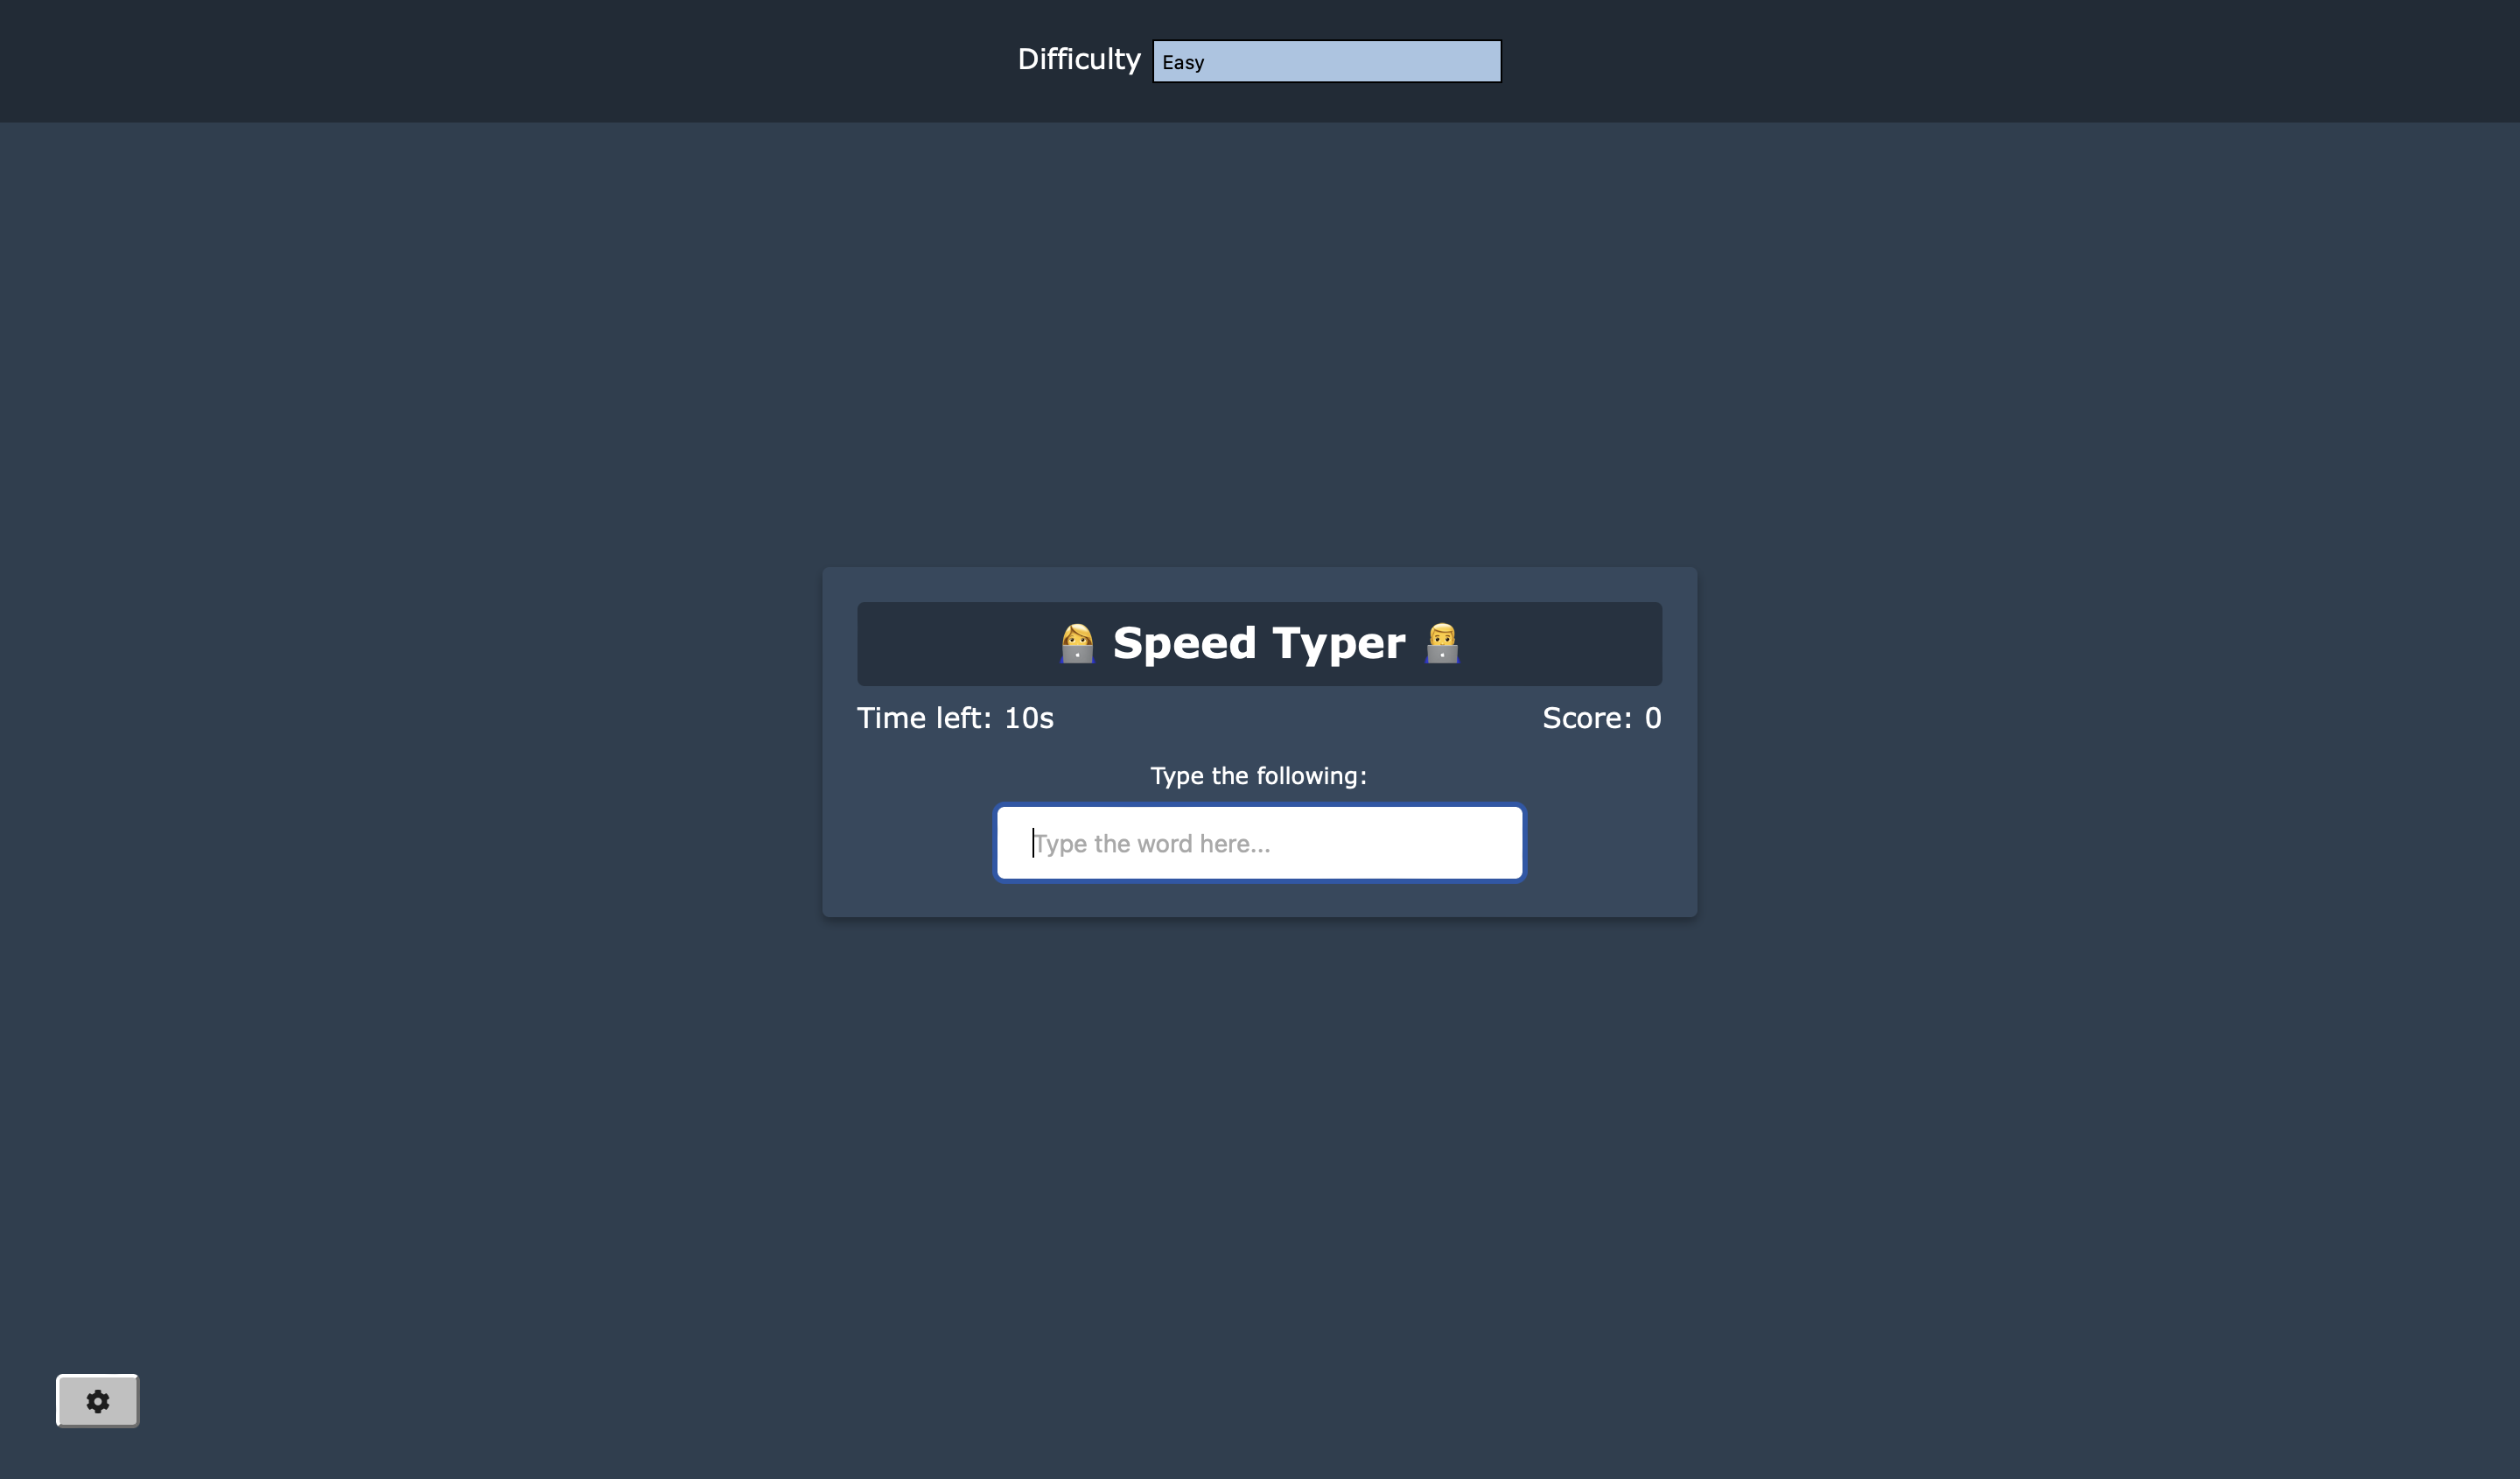 Difficulty Easy
👩‍💻 Speed Typer 👨‍💻
Time left: 10s Score: 0
Type the following:
Type the word here...